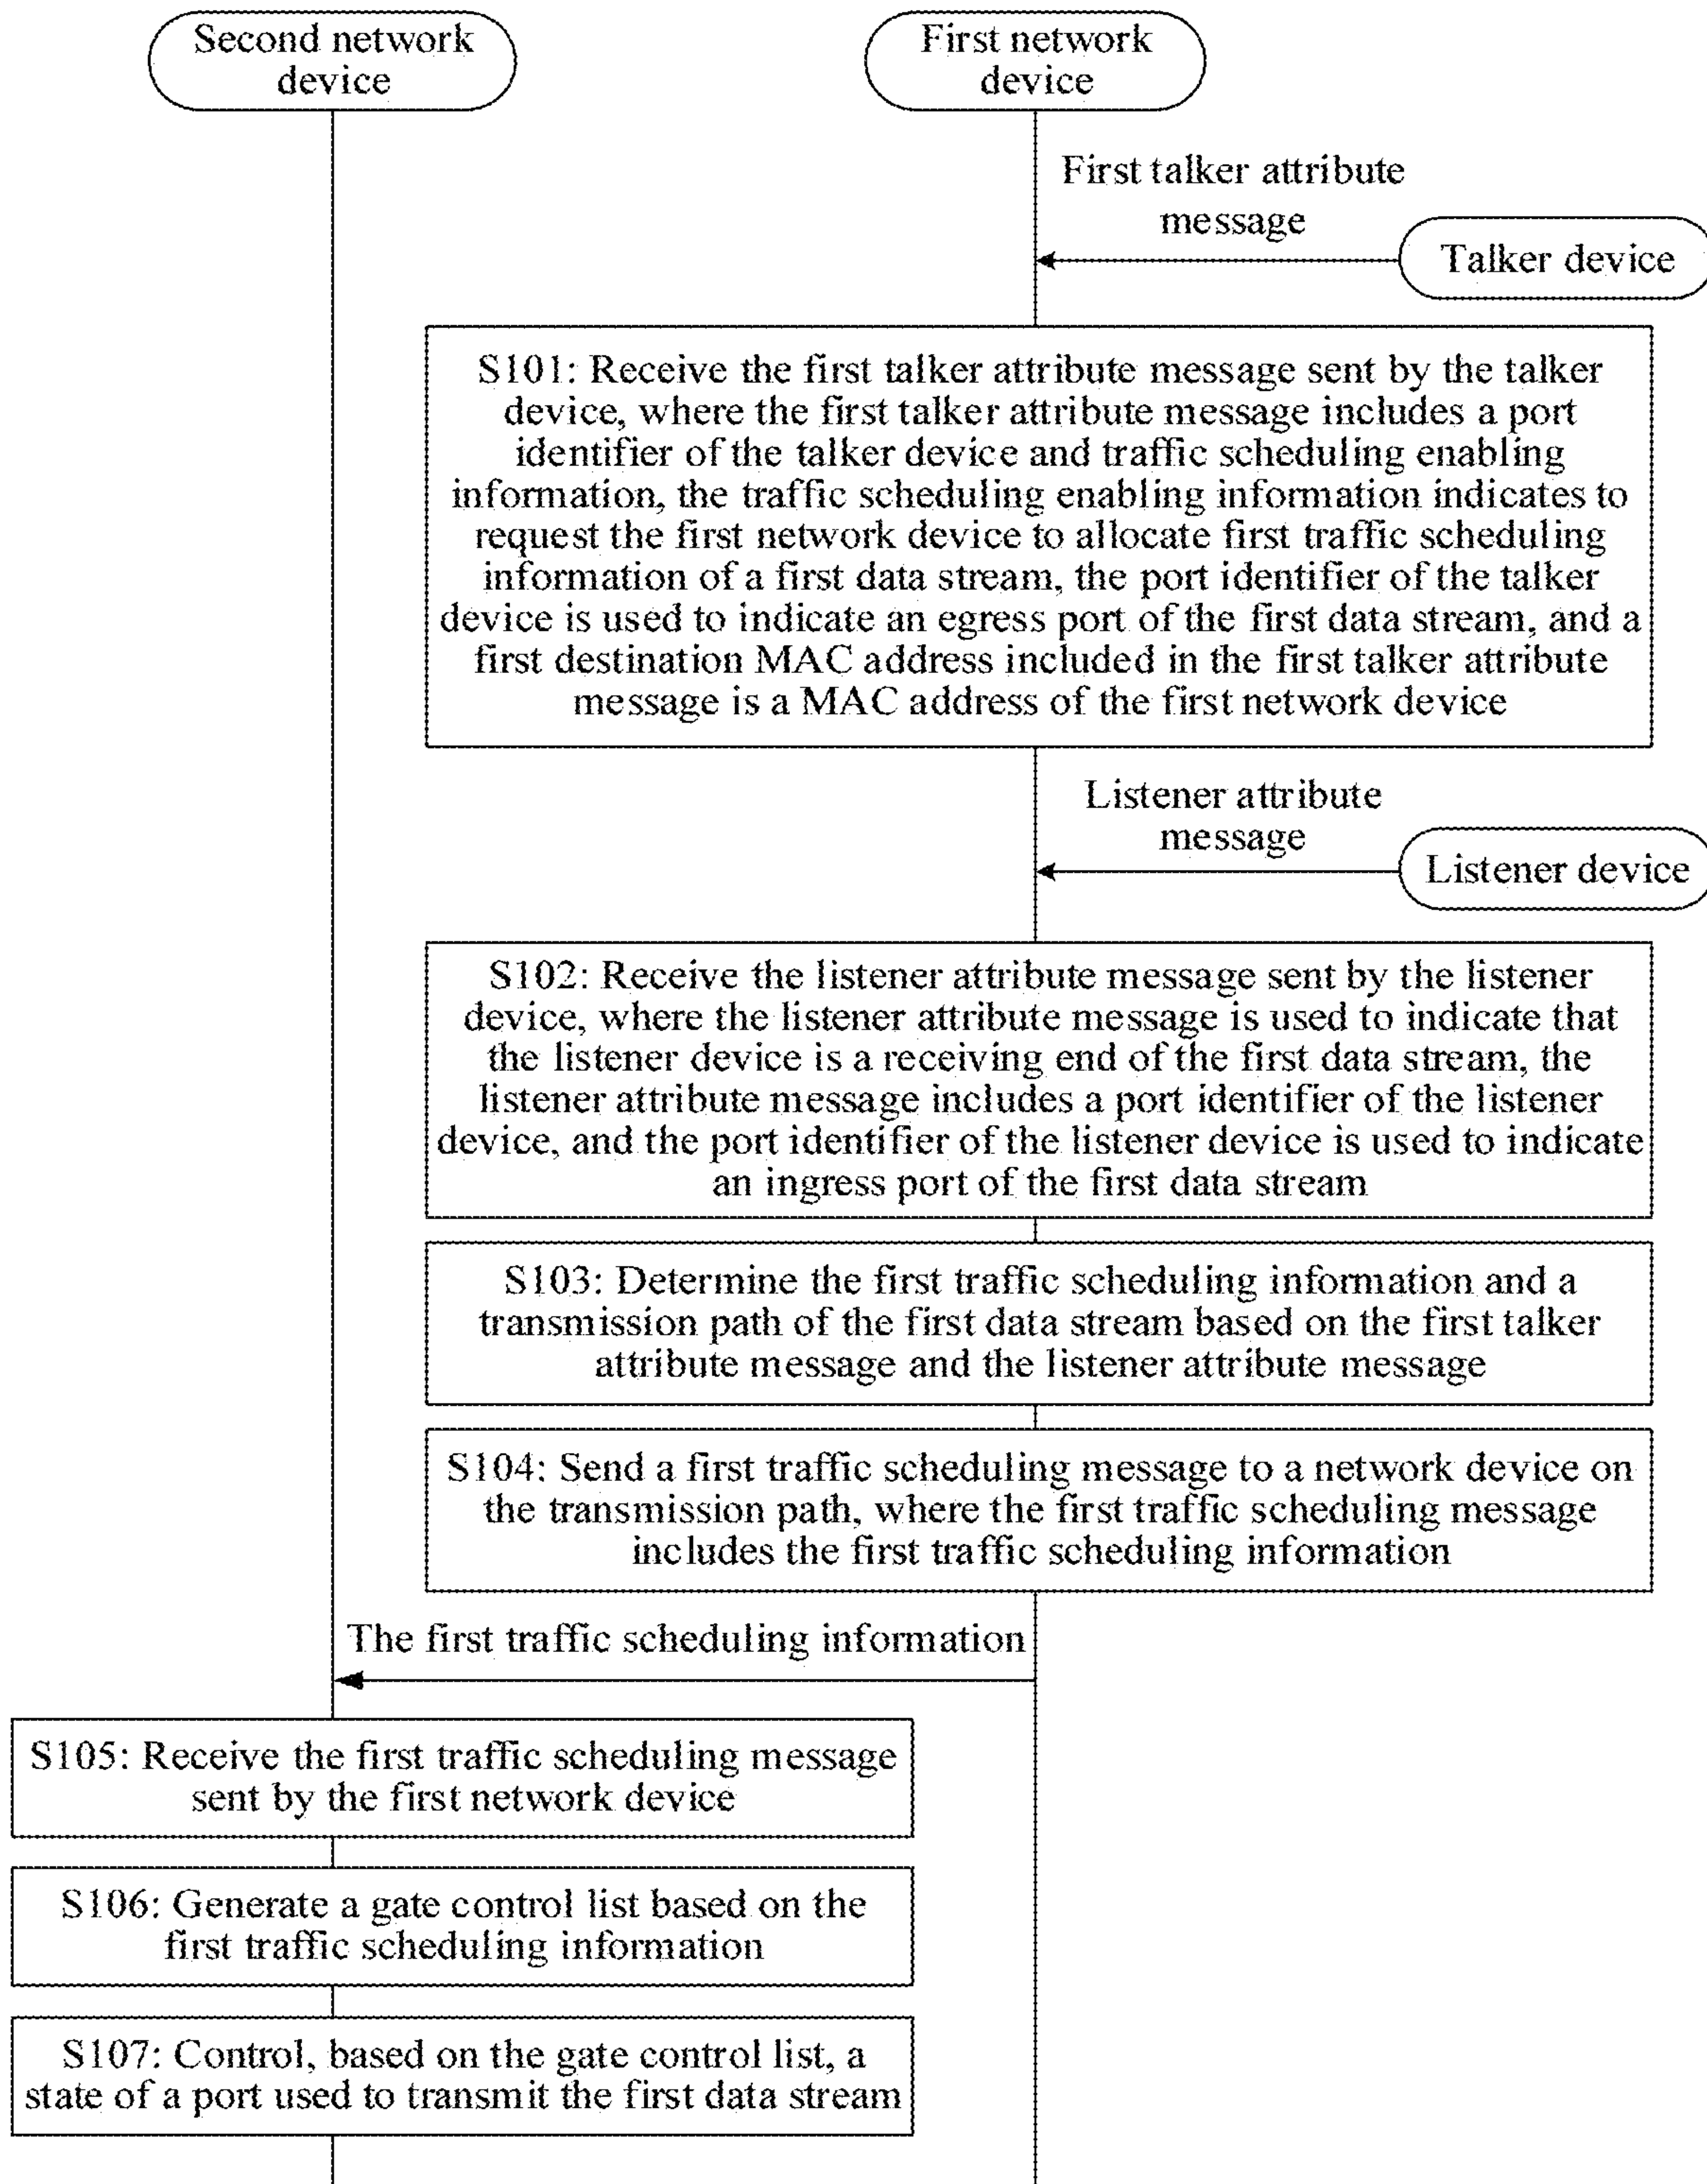 Second network
device
First network
device
First talker attribute
message
Talker device
S101: Receive the first talker attribute message sent by the talker
device, where the first talker attribute message includes a port
identifier of the talker device and traffic scheduling enabling
information, the traffic scheduling enabling information indicates to
request the first network device to allocate first traffic scheduling
information of a first data stream, the port identifier of the talker
device is used to indicate an egress port of the first data stream, and a
first destination MAC address included in the first talker attribute
message is a MAC address of the first network device
Listener attribute
message
Listener device
S102: Receive the listener attribute message sent by the listener
device, where the listener attribute message is used to indicate that
the listener device is a receiving end of the first data stream, the
listener attribute message includes a port identifier of the listener
device, and the port identifier of the listener device is used to indicate
an ingress port of the first data stream
S103: Determine the first traffic scheduling information and a
transmission path of the first data stream based on the first talker
attribute message and the listener attribute message
S104: Send a first traffic scheduling message to a network device on
the transmission path, where the first traffic scheduling message
includes the first traffic scheduling information
The first traffic scheduling information
S105: Receive the first traffic scheduling message
sent by the first network device
S106: Generate a gate control list based on the
first traffic scheduling information
S107: Control, based on the gate control list, a
state of a port used to transmit the first data stream